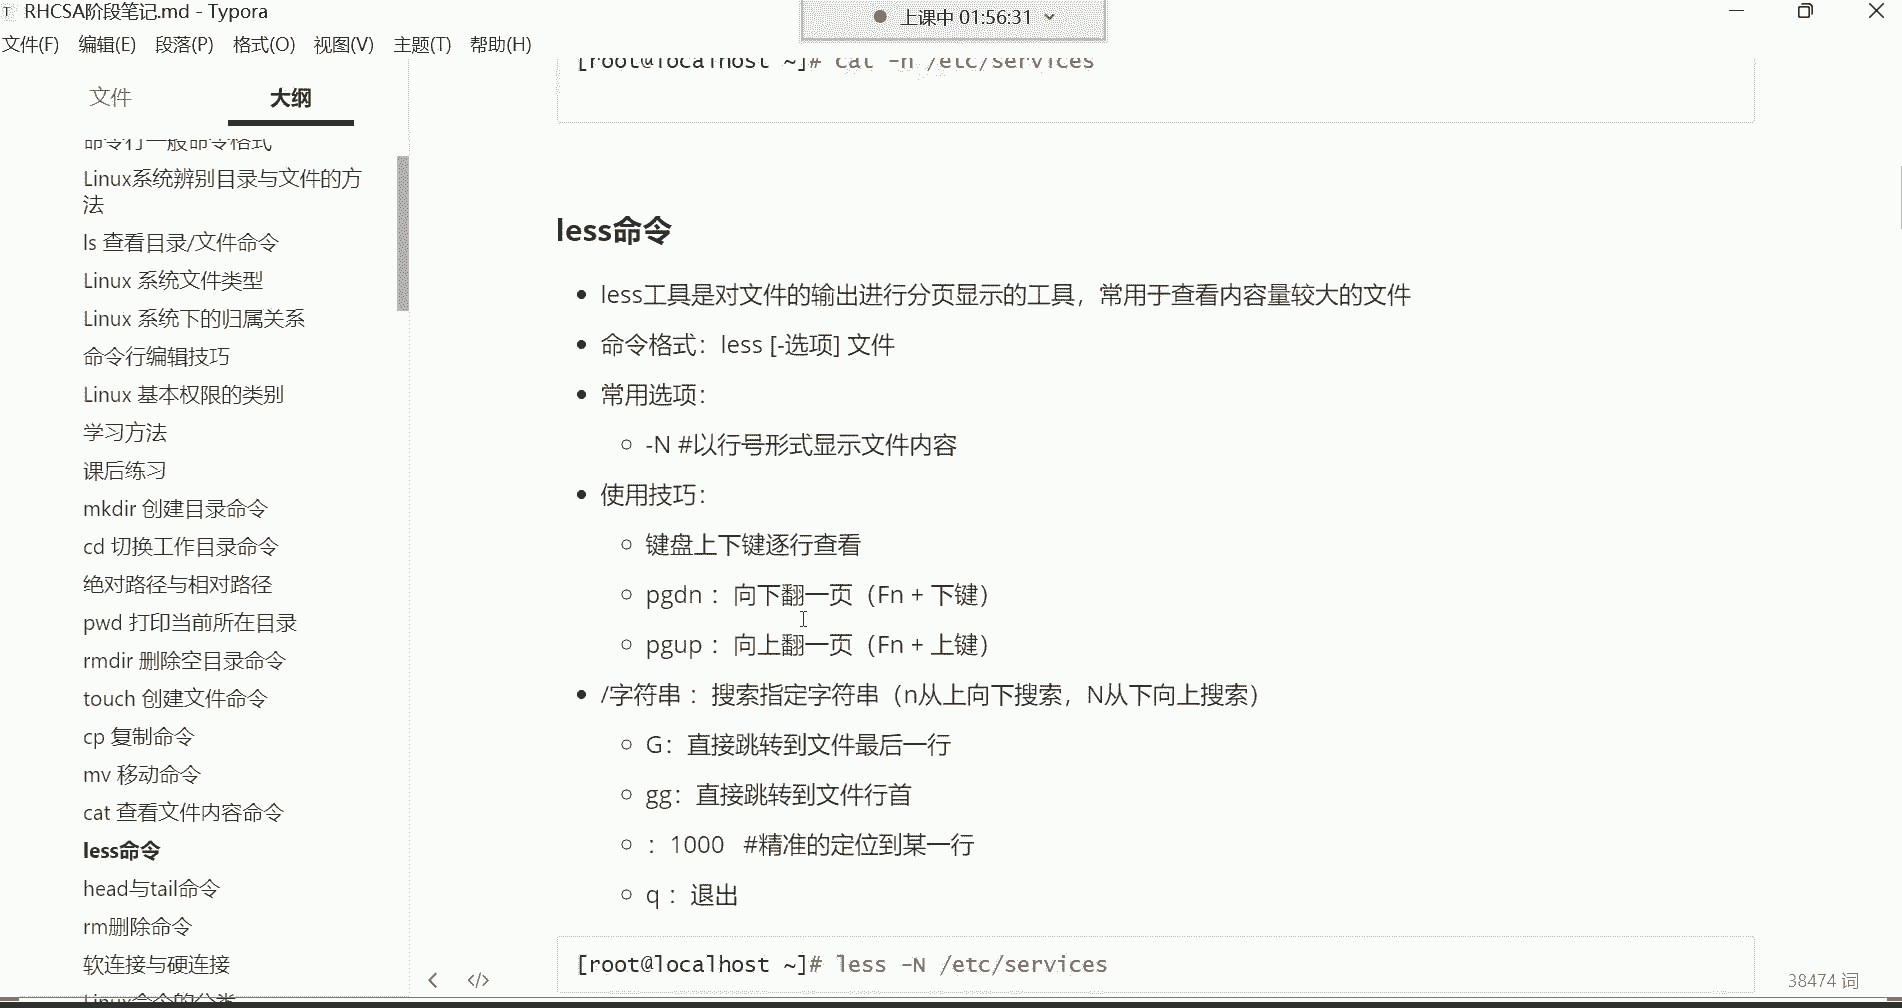 RHCSA阶段笔记.md - Typora
上课中 01:56:31
文件(F) 编辑(E) 段落(P) 格式(O) 视图(V) 主题(T) 帮助(H)
文件 大纲
命令行一般命令格式
Linux系统辨别目录与文件的方
法
ls 查看目录/文件命令
Linux 系统文件类型
Linux 系统下的归属关系
命令行编辑技巧
Linux 基本权限的类别
学习方法
课后练习
mkdir 创建目录命令
cd 切换工作目录命令
绝对路径与相对路径
pwd 打印当前所在目录
rmdir 删除空目录命令
touch 创建文件命令
cp 复制命令
mv 移动命令
cat 查看文件内容命令
less命令
head与tail命令
rm删除命令
软连接与硬连接
Linux命令的分类
[root@localhost ~]# cat -n /etc/services
less命令
• less工具是对文件的输出进行分页显示的工具，常用于查看内容量较大的文件
• 命令格式：less [-选项] 文件
• 常用选项：
○ -N #以行号形式显示文件内容
• 使用技巧：
○ 键盘上下键逐行查看
○ pgdn ：向下翻一页（Fn + 下键）
○ pgup ：向上翻一页（Fn + 上键）
• /字符串 ：搜索指定字符串（n从上向下搜索，N从下向上搜索）
○ G：直接跳转到文件最后一行
○ gg：直接跳转到文件行首
○ ：1000 #精准的定位到某一行
○ q ：退出
[root@localhost ~]# less -N /etc/services
38474 词